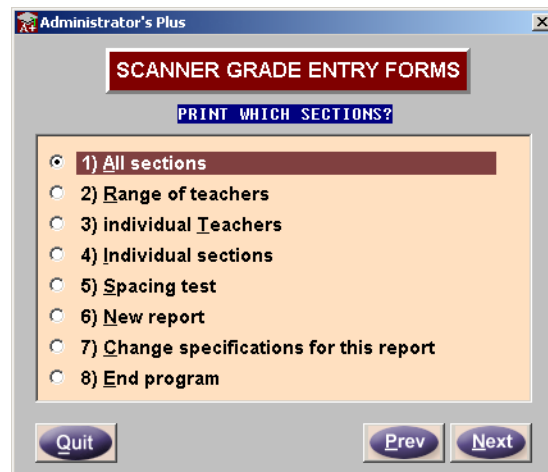 Administrator's Plus
SCANNER GRADE ENTRY FORMS
PRINT WHICH SECTIONS?
1) All sections
2) Range of teachers
3) individual Teachers
4) Individual sections
5) Spacing test
6) New report
7) Change specifications for this report
8) End program
Quit Prev Next